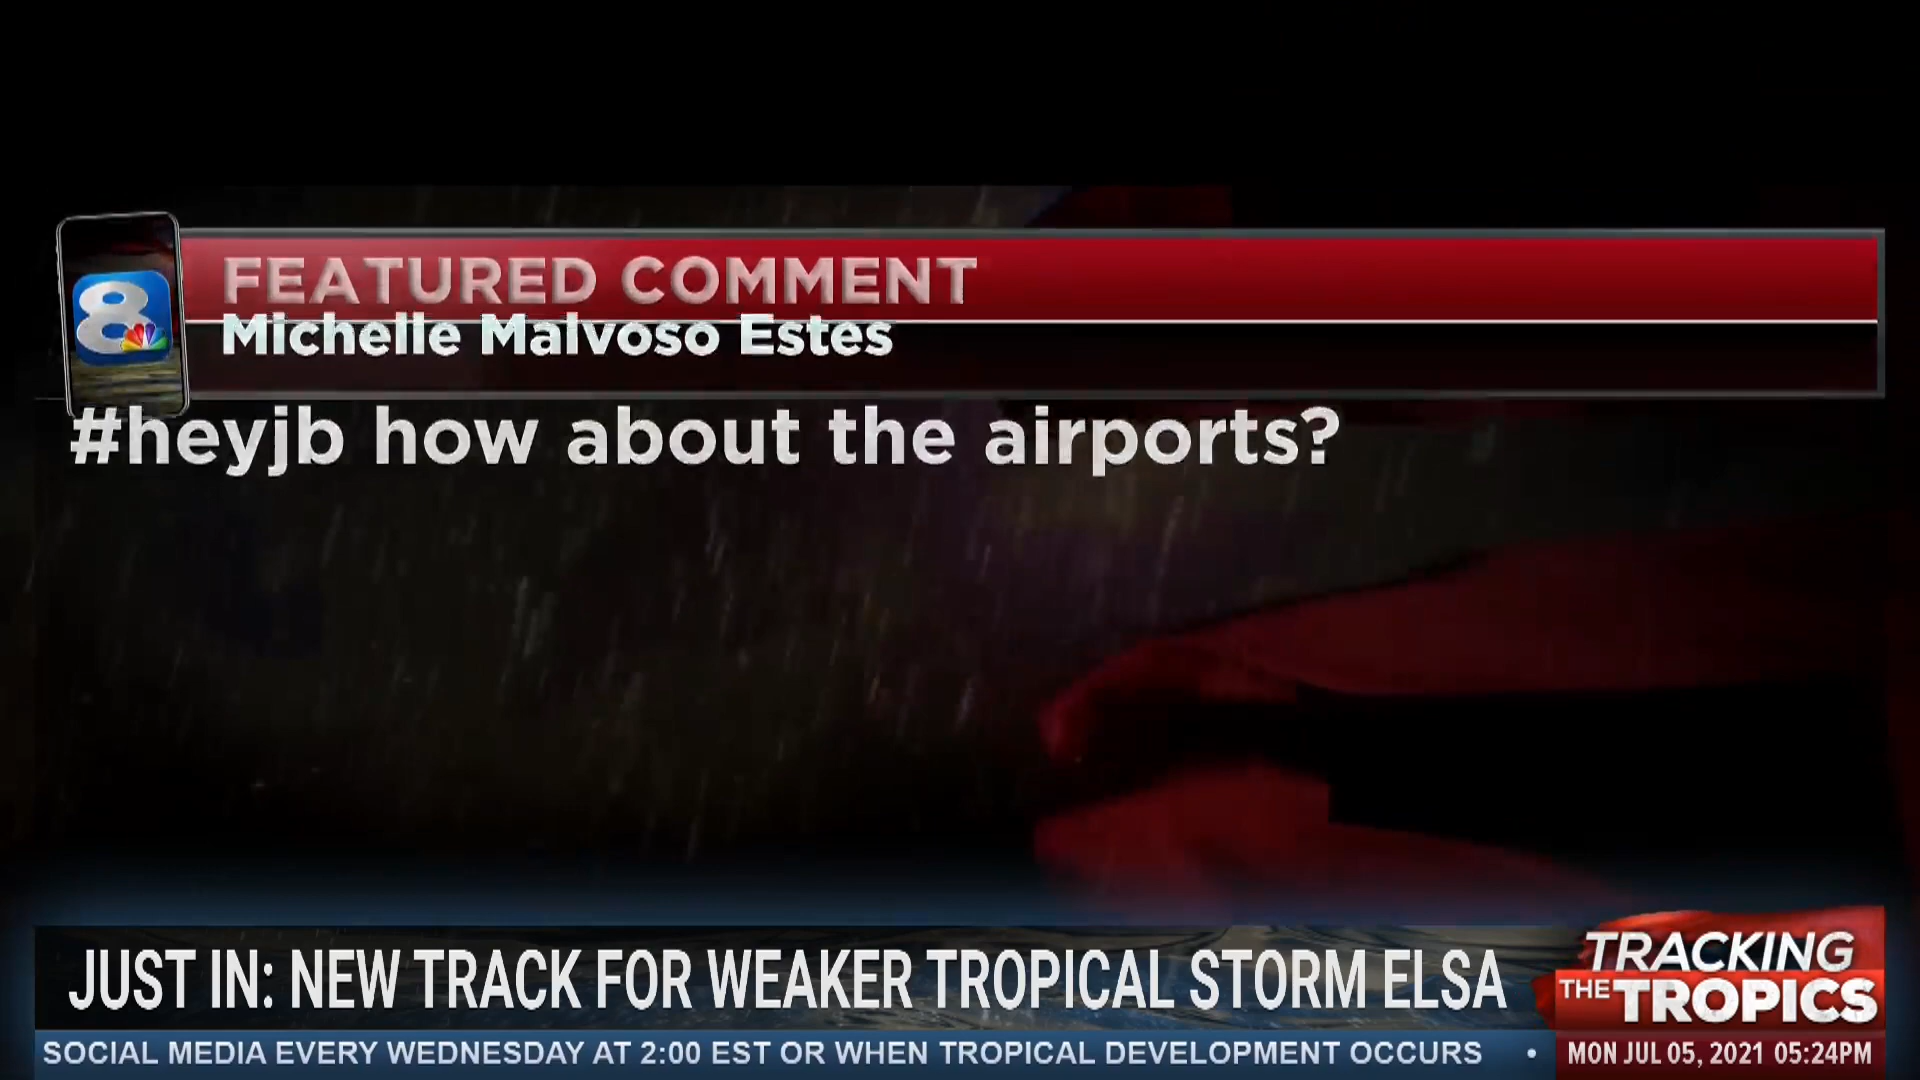 FEATURED COMMENT
8
Michelle Malvoso Estes
#heyjb how about the airports?
JUST IN: NEW TRACK FOR WEAKER TROPICAL STORM ELSA
TRACKING
THE TROPICS
SOCIAL MEDIA EVERY WEDNESDAY AT 2:00 EST OR WHEN TROPICAL DEVELOPMENT OCCURS •
MON JUL 05, 2021 05:24PM